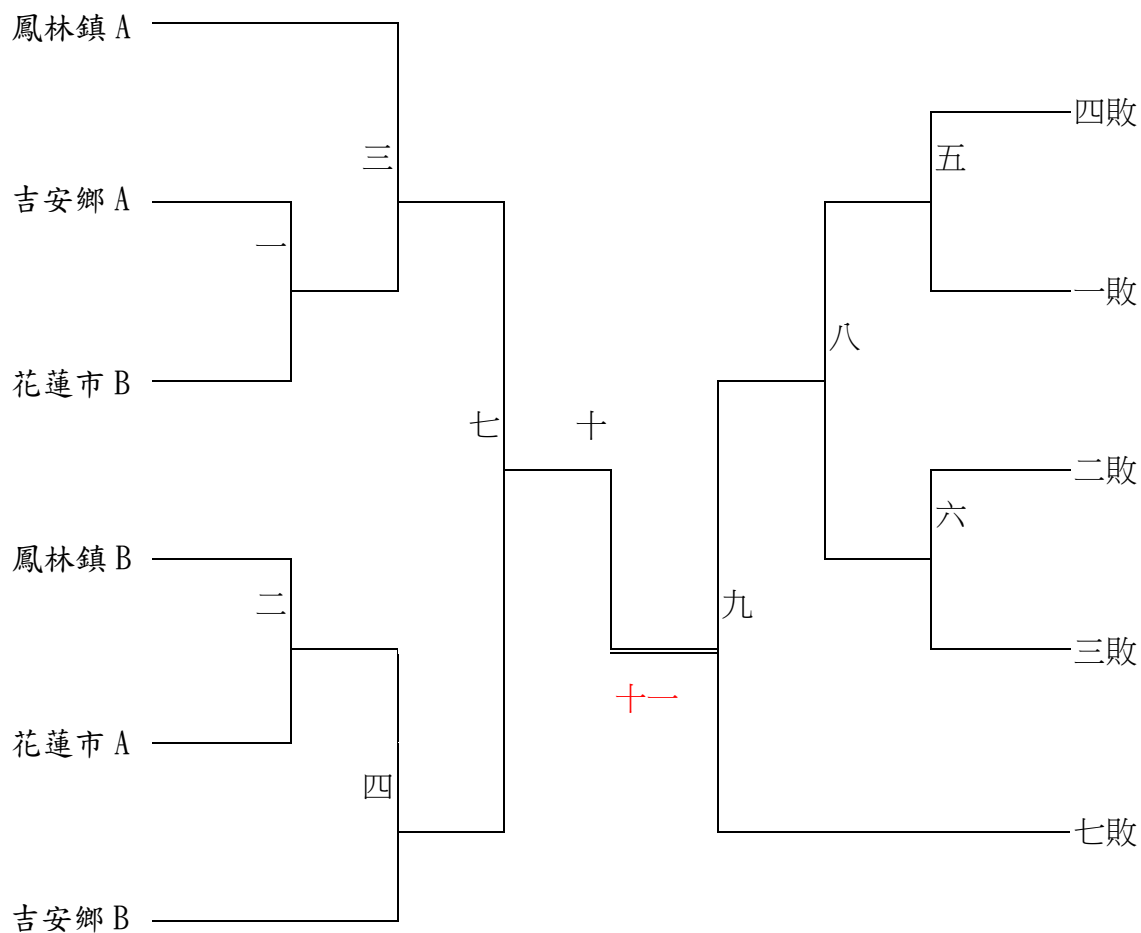 鳳林鎮 A
四敗
三
五
吉安鄉 A
一
一敗
八
花蓮市 B
七
十
二敗
六
鳳林鎮 B
二
九
三敗
十一
花蓮市 A
四
七敗
吉安鄉 B